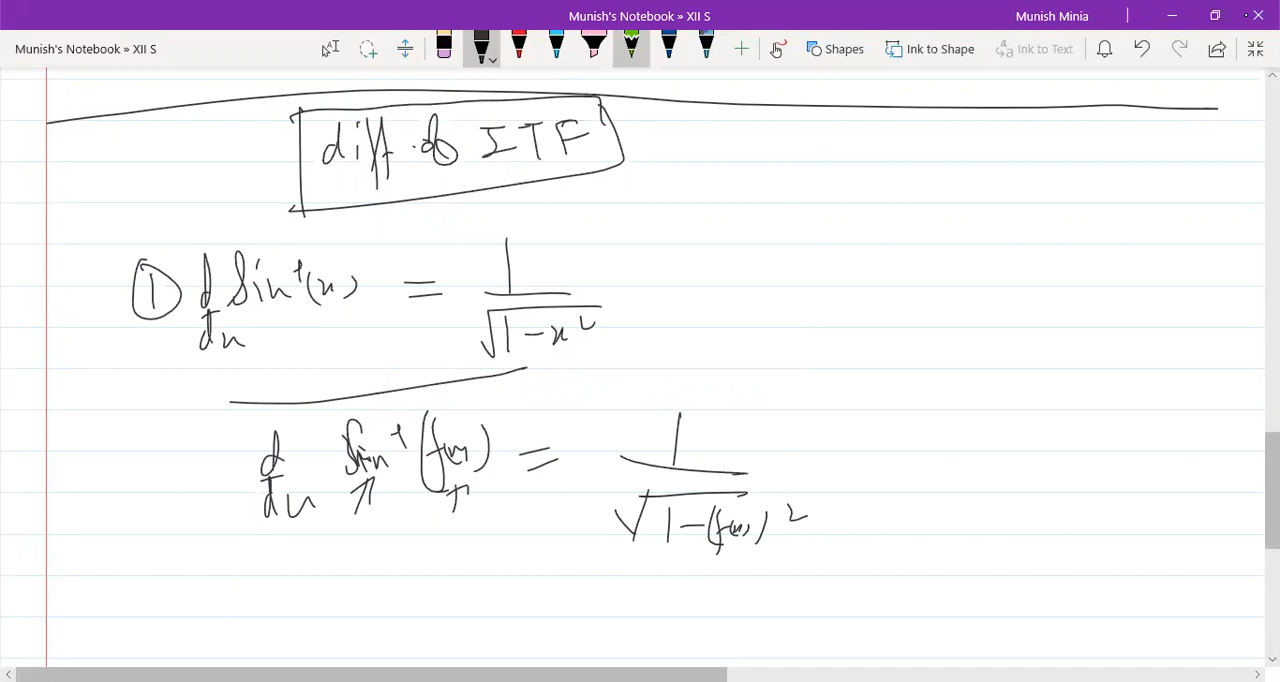 Munish's Notebook » XII S
Munish Minia
Munish's Notebook » XII S
Shapes
Ink to Shape
Ink to Text
diff. of ITF
① d/dx Sin⁻¹(x) = 1/√(1-x²)
d/dx Sin⁻¹(f(x)) = 1/√(1-(f(x))²)